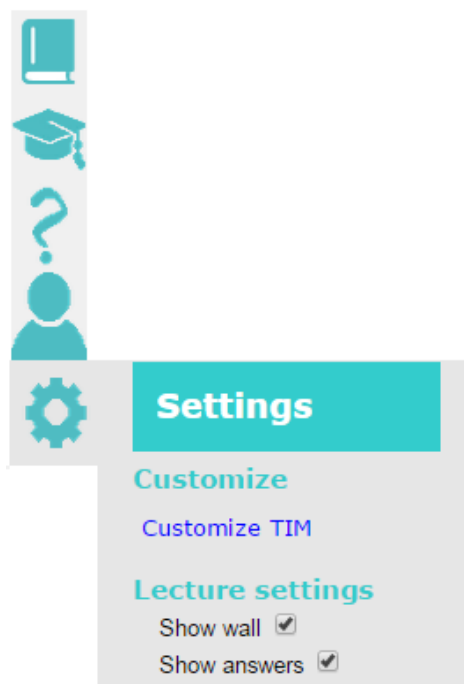 Settings
Customize
Customize TIM
Lecture settings
Show wall
Show answers